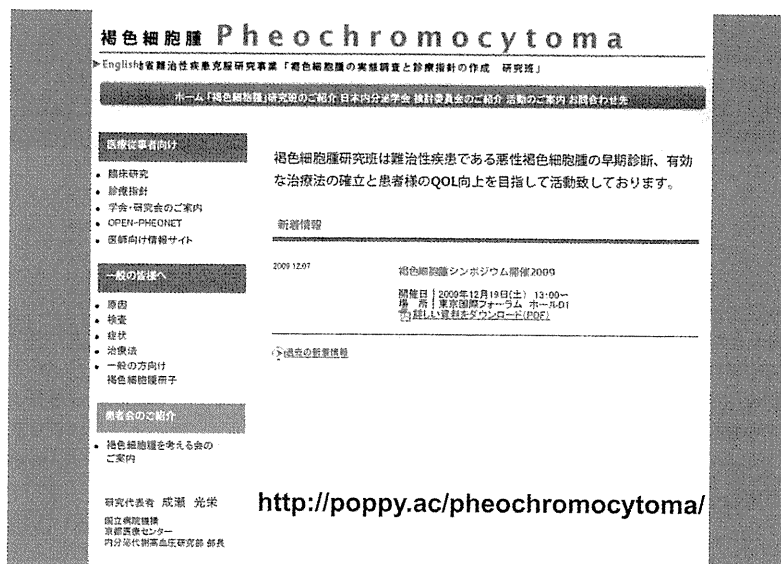 褐色細胞腫 Pheochromocytoma
English
省難治性疾患克服研究事業「褐色細胞腫の実態調査と診療指針の作成 研究班」
ホーム 「褐色細胞腫」研究班のご紹介 日本内分泌学会 検討委員会のご紹介 活動のご案内 お問合わせ先
医療従事者向け
臨床研究
診療指針
学会・研究会のご案内
OPEN-PHEONET
医師向け情報サイト
一般の皆様へ
原因
検査
症状
治療法
一般の方向け
褐色細胞腫冊子
患者会のご紹介
褐色細胞腫を考える会の
ご案内
研究代表者 成瀬 光栄
国立病院機構
京都医療センター
内分泌代謝高血圧研究部 部長
褐色細胞腫研究班は難治性疾患である悪性褐色細胞腫の早期診断、有効
な治療法の確立と患者様のQOL向上を目指して活動致しております。
新着情報
2009.12.07
褐色細胞腫シンポジウム開催2009
開催日|2009年12月19日(土) 13:00~
場 所|東京国際フォーラム ホールD1
詳しい資料をダウンロード(PDF)
過去の新着情報
http://poppy.ac/pheochromocytoma/